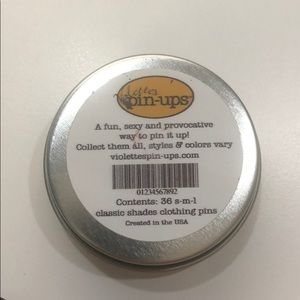 pin-ups
A fun, sexy and provocative
way to pin it up!
Collect them all, styles & colors vary
violettespin-ups.com
01234567892
Contents: 36 s-m-l
classic shades clothing pins
Created in the USA